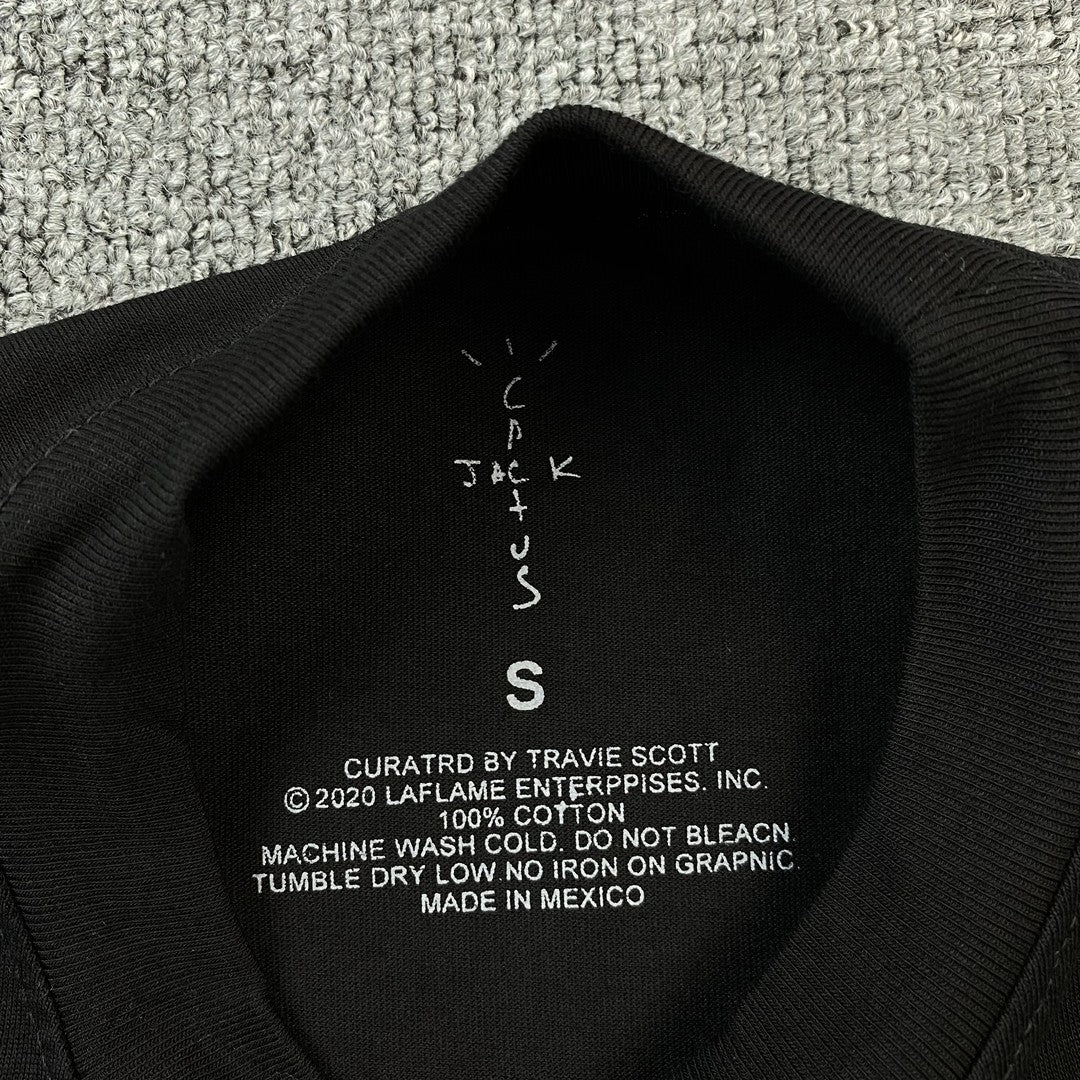 CACTUS
JACK
S
CURATRD BY TRAVIE SCOTT
© 2020 LAFLAME ENTERPPISES. INC.
100% COTTON
MACHINE WASH COLD. DO NOT BLEACN.
TUMBLE DRY LOW.NO IRON ON GRAPNIC.
MADE IN MEXICO